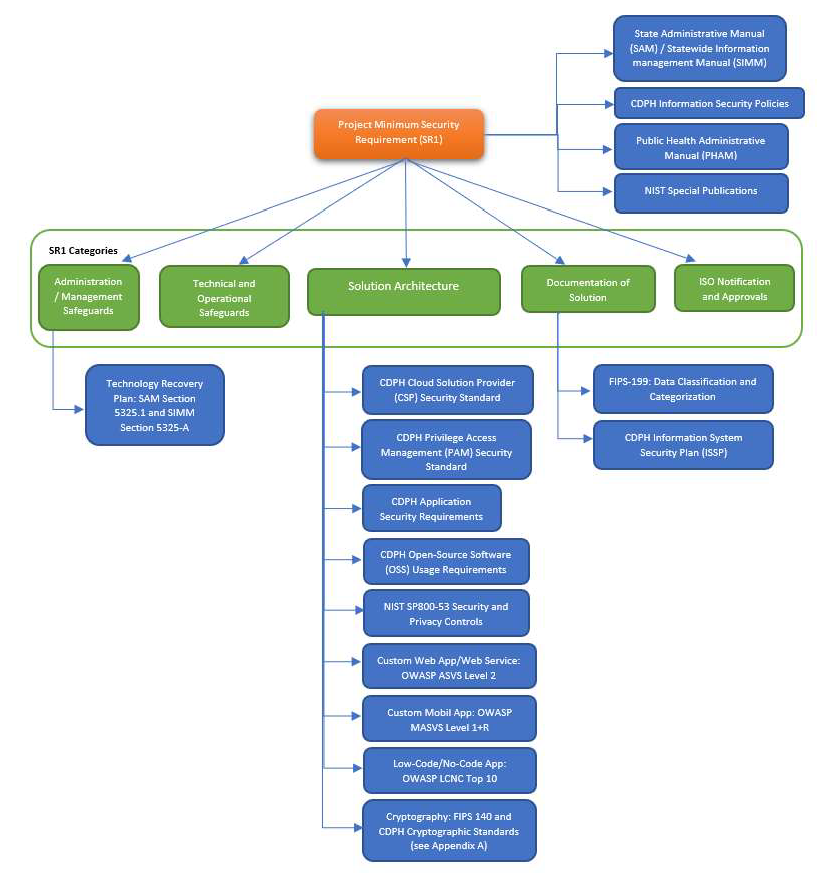 State Administrative Manual
(SAM) / Statewide Information
management Manual (SIMM)
CDPH Information Security Policies
Project Minimum Security
Requirement (SR1)
Public Health Administrative
Manual (PHAM)
NIST Special Publications
SR1 Categories
Administration
/ Management
Safeguards
Technical and
Operational
Safeguards
Solution Architecture
Documentation of
Solution
ISO Notification
and Approvals
Technology Recovery
Plan: SAM Section
5325.1 and SIMM
Section 5325-A
CDPH Cloud Solution Provider
(CSP) Security Standard
CDPH Privilege Access
Management (PAM) Security
Standard
CDPH Application
Security Requirements
CDPH Open-Source Software
(OSS) Usage Requirements
NIST SP800-53 Security and
Privacy Controls
Custom Web App/Web Service:
OWASP ASVS Level 2
Custom Mobil App: OWASP
MASVS Level 1+R
Low-Code/No-Code App:
OWASP LCNC Top 10
Cryptography: FIPS 140 and
CDPH Cryptographic Standards
(see Appendix A)
FIPS-199: Data Classification and
Categorization
CDPH Information System
Security Plan (ISSP)